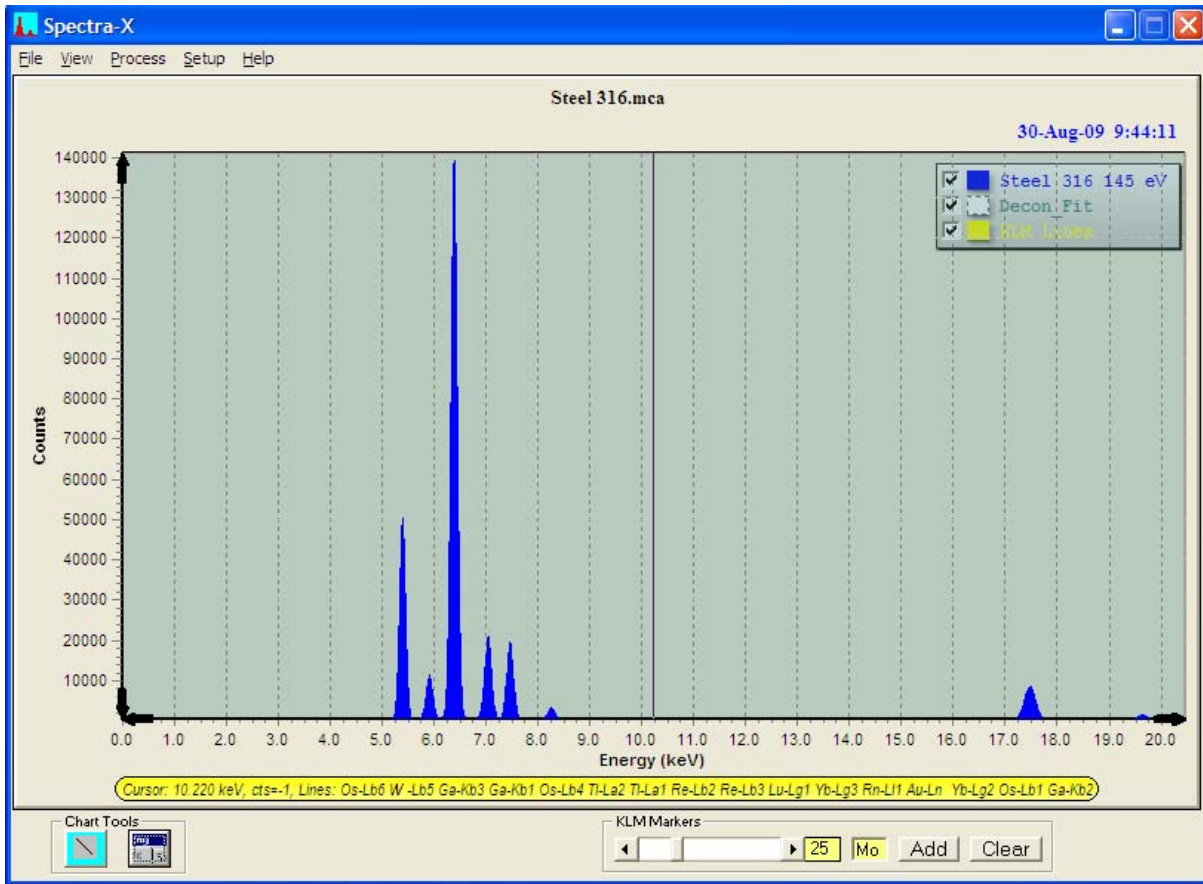 Spectra-X
File View Process Setup Help
Steel 316.mca
30-Aug-09 9:44:11
Steel 316 145 eV
Decon_Fit
KLM Lines
140000
130000
120000
110000
100000
90000
80000
70000
60000
50000
40000
30000
20000
10000
Counts
0.0 1.0 2.0 3.0 4.0 5.0 6.0 7.0 8.0 9.0 10.0 11.0 12.0 13.0 14.0 15.0 16.0 17.0 18.0 19.0 20.0
Energy (keV)
Cursor: 10.220 keV, cts=-1, Lines: Os-Lb6 W -Lb5 Ga-Kb3 Ga-Kb1 Os-Lb4 Tl-La2 Tl-La1 Re-Lb2 Re-Lb3 Lu-Lg1 Yb-Lg3 Rn-Ll1 Au-Ln Yb-Lg2 Os-Lb1 Ga-Kb2
Chart Tools
KLM Markers
25 Mo Add Clear